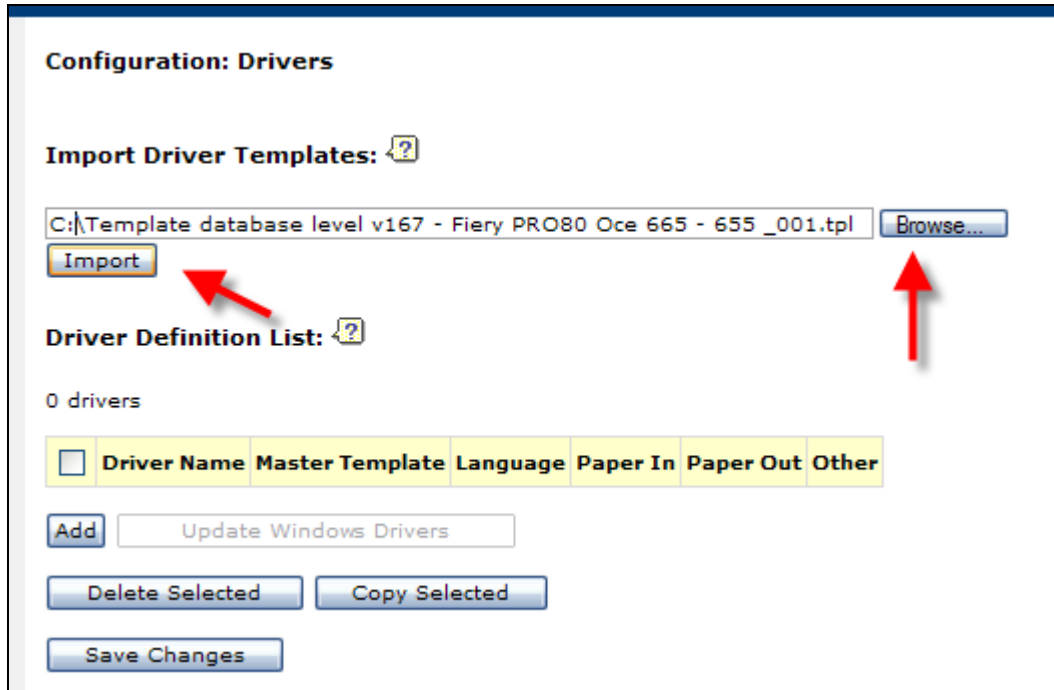 Configuration: Drivers
Import Driver Templates: ?
C:\Template database level v167 - Fiery PRO80 Oce 665 - 655 _001.tpl Browse...
Import
Driver Definition List: ?
0 drivers
Driver Name Master Template Language Paper In Paper Out Other
Add Update Windows Drivers
Delete Selected Copy Selected
Save Changes